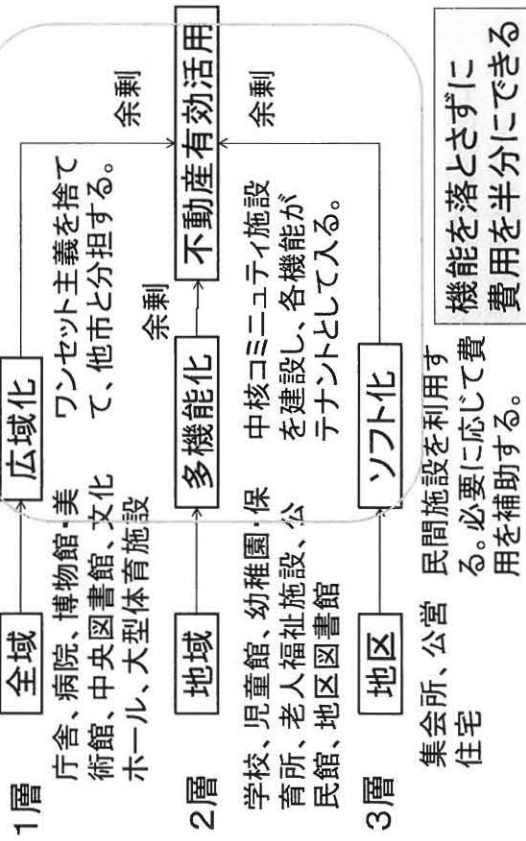 1層
全域
広域化
余剰
庁舎、病院、博物館・美
術館、中央図書館、文化
ホール、大型体育施設
ワンセット主義を捨て
て、他市と分担する。
2層
地域
多機能化
余剰
不動産有効活用
学校、児童館、幼稚園・保
育所、老人福祉施設、公
民館、地区図書館
中核コミニュティ施設
を建設し、各機能が
テナントとして入る。
余剰
3層
地区
ソフト化
集会所、公営
住宅
民間施設を利用す
る。必要に応じて費
用を補助する。
機能を落とさずに
費用を半分にできる